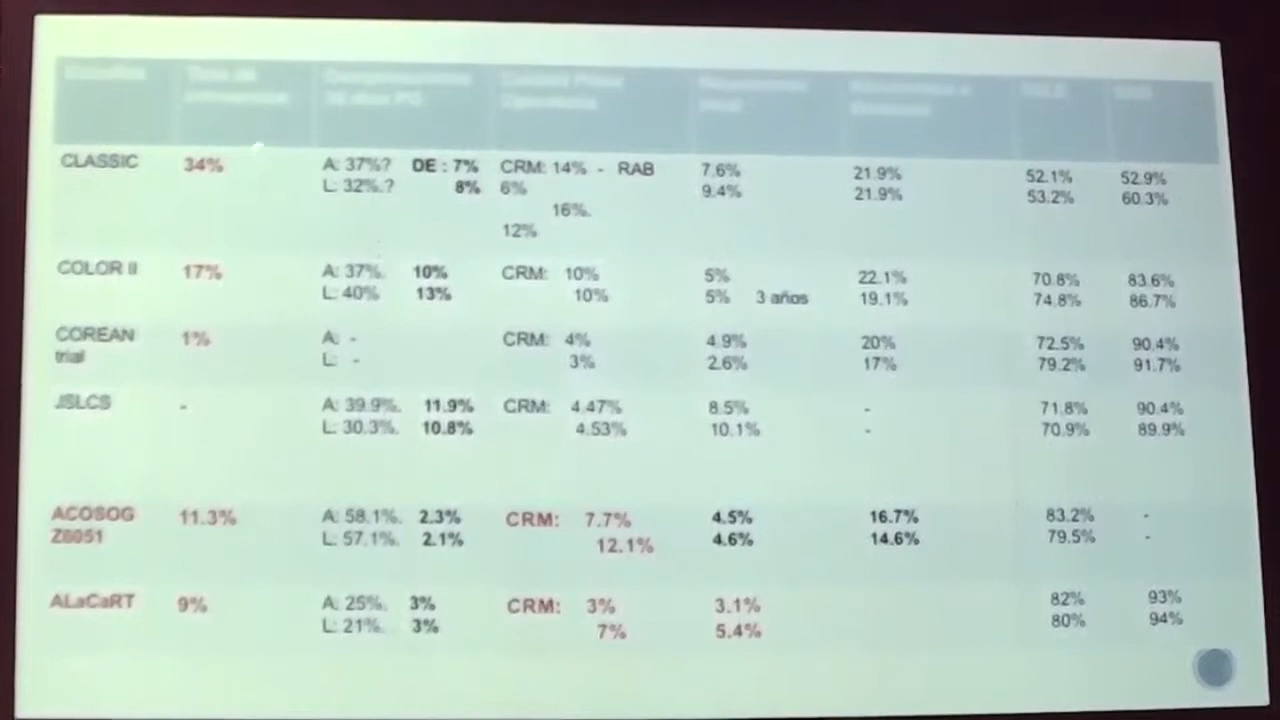 CLASSIC 34% A: 37%? DE : 7% CRM: 14% - RAB 7.6% 21.9% 52.1% 52.9%
L: 32%.? 8% 6% 9.4% 21.9% 53.2% 60.3%
16%.
12%
COLOR II 17% A: 37%. 10% CRM: 10% 5% 22.1% 70.8% 83.6%
L: 40% 13% 10% 5% 3 años 19.1% 74.8% 86.7%
COREAN 1% A: - CRM: 4% 4.9% 20% 72.5% 90.4%
trial L: - 3% 2.6% 17% 79.2% 91.7%
JSLCS - A: 39.9%. 11.9% CRM: 4.47% 8.5% - 71.8% 90.4%
L: 30.3%. 10.8% 4.53% 10.1% - 70.9% 89.9%
ACOSOG 11.3% A: 58.1%. 2.3% CRM: 7.7% 4.5% 16.7% 83.2% -
Z6051 L: 57.1%. 2.1% 12.1% 4.6% 14.6% 79.5% -
ALaCaRT 9% A: 25%. 3% CRM: 3% 3.1% 82% 93%
L: 21%. 3% 7% 5.4% 80% 94%